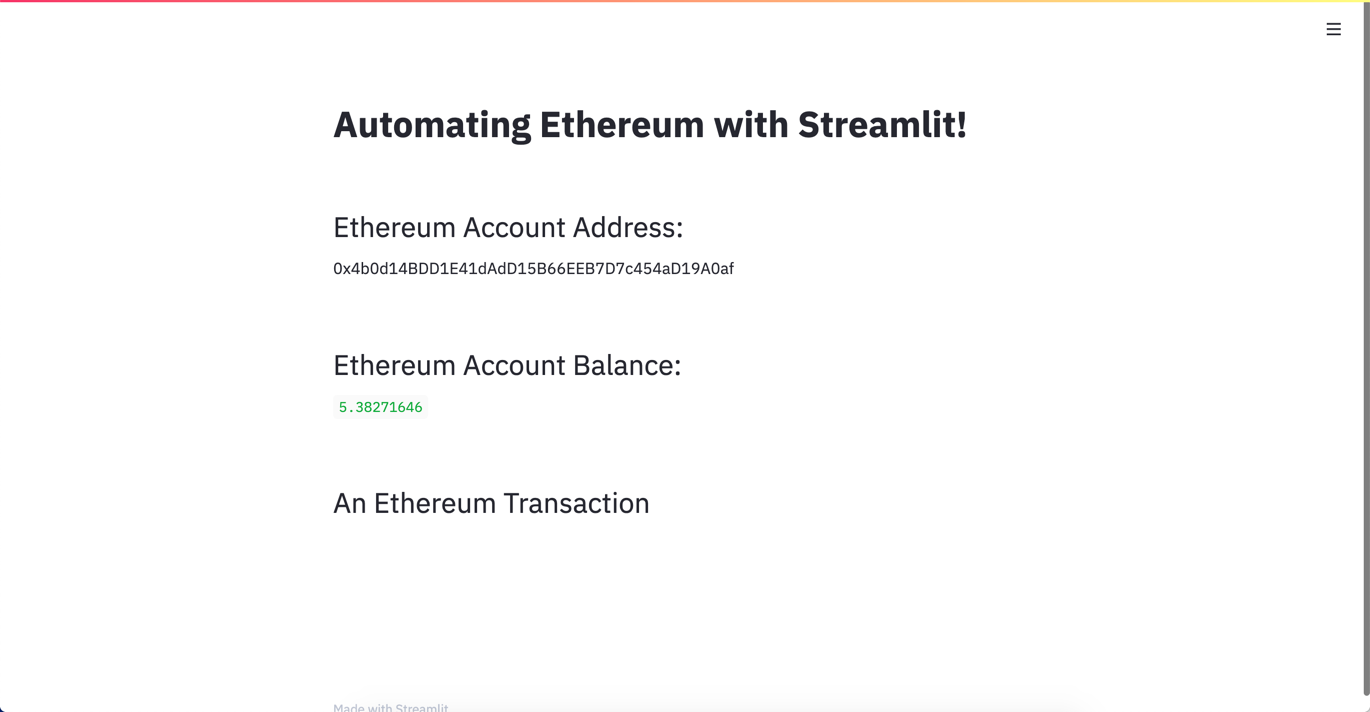 Automating Ethereum with Streamlit!
Ethereum Account Address:
0x4b0d14BDD1E41dAdD15B66EEB7D7c454aD19A0af
Ethereum Account Balance:
5.38271646
An Ethereum Transaction
Made with Streamlit